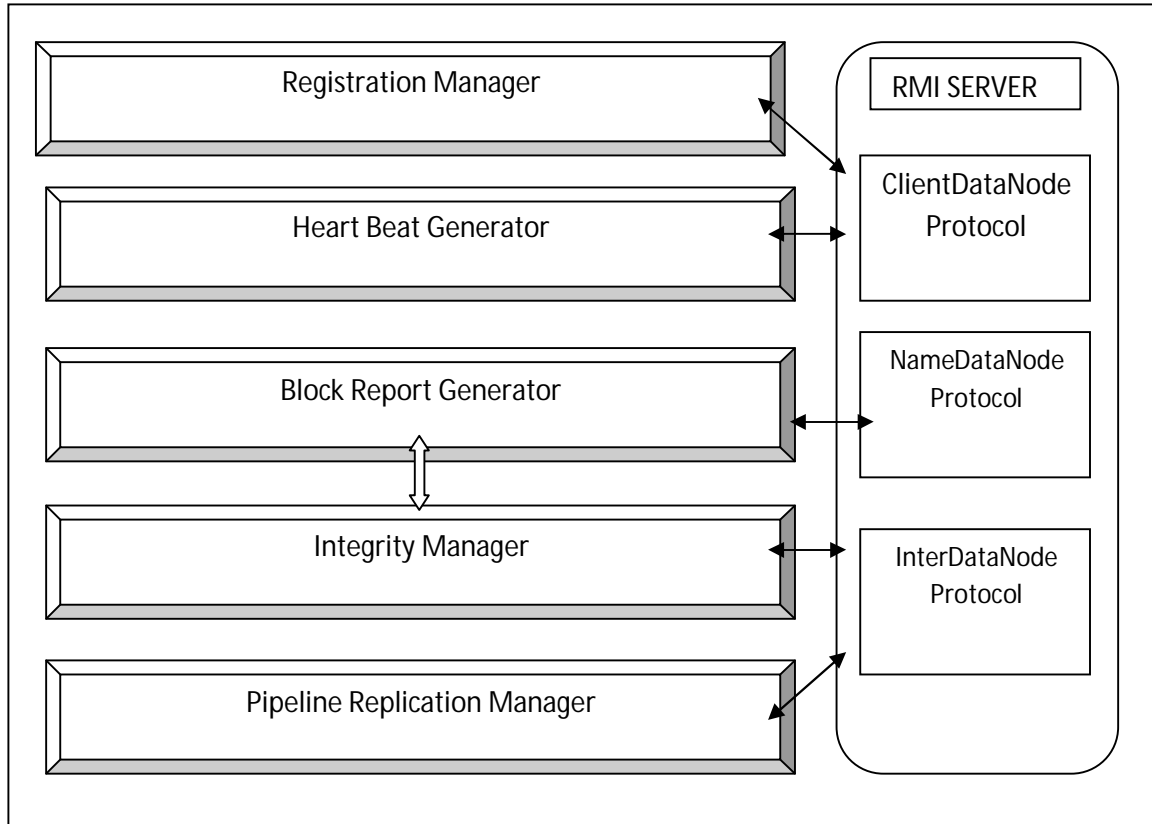 Registration Manager
RMI SERVER
ClientDataNode
Protocol
Heart Beat Generator
NameDataNode
Protocol
Block Report Generator
Integrity Manager
InterDataNode
Protocol
Pipeline Replication Manager